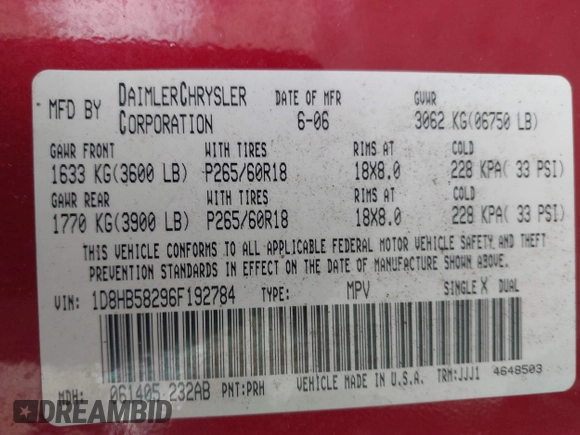 MFD BY DAIMLERCHRYSLER CORPORATION DATE OF MFR 6-06 GVWR 3062 KG(06750 LB)
GAWR FRONT WITH TIRES RIMS AT COLD
1633 KG(3600 LB) P265/60R18 18X8.0 228 KPA( 33 PSI)
GAWR REAR WITH TIRES RIMS AT COLD
1770 KG(3900 LB) P265/60R18 18X8.0 228 KPA( 33 PSI)
THIS VEHICLE CONFORMS TO ALL APPLICABLE FEDERAL MOTOR VEHICLE SAFETY AND THEFT
PREVENTION STANDARDS IN EFFECT ON THE DATE OF MANUFACTURE SHOWN ABOVE.
VIN: 1D8HB58296F192784 TYPE: MPV SINGLE X DUAL
MDH: 061405 232AB PNT:PRH VEHICLE MADE IN U.S.A. TRM:JJJ1 4648503
DREAMBID